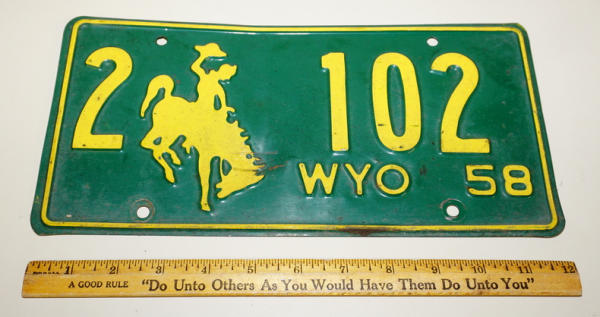 2 102
WYO 58
1 2 3 4 5 6 7 8 9 10 11 12
A GOOD RULE "Do Unto Others As You Would Have Them Do Unto You"